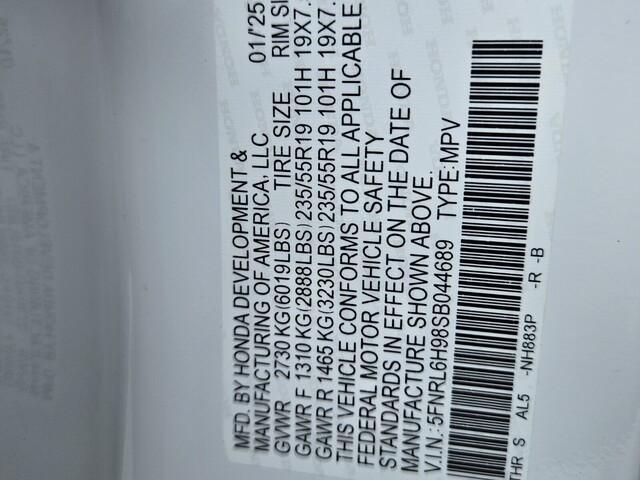 MFD. BY HONDA DEVELOPMENT &
MANUFACTURING OF AMERICA, LLC 01/'25
GVWR 2730 KG(6019LBS) TIRE SIZE RIM SI
GAWR F 1310 KG(2888LBS) 235/55R19 101H 19X7.
GAWR R 1465 KG(3230LBS) 235/55R19 101H 19X7.
THIS VEHICLE CONFORMS TO ALL APPLICABLE
FEDERAL MOTOR VEHICLE SAFETY
STANDARDS IN EFFECT ON THE DATE OF
MANUFACTURE SHOWN ABOVE.
V.I.N.: 5FNRL6H98SB044689 TYPE: MPV
THR S AL5 -NH883P -R -B